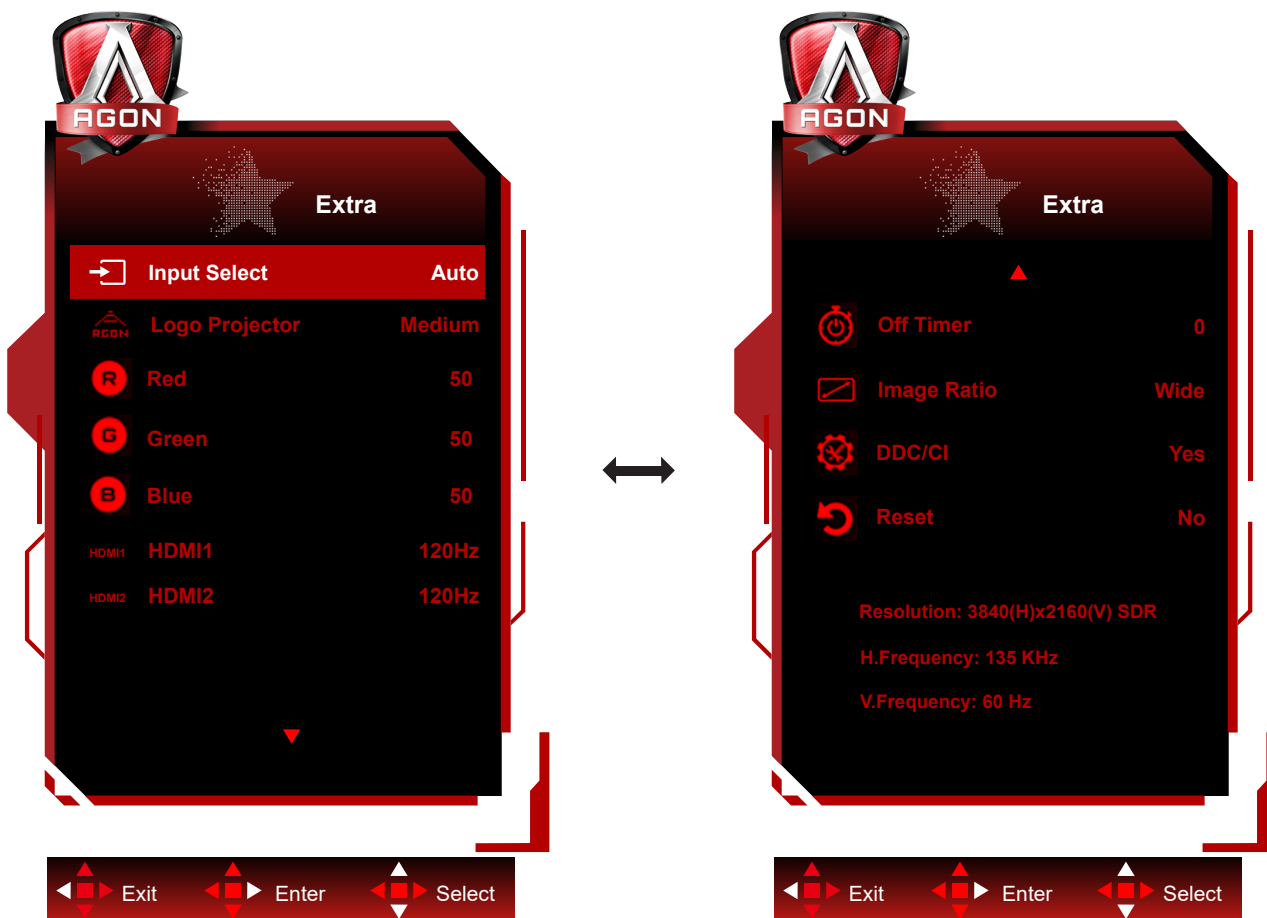 AGON
Extra
Input Select Auto
AGON Logo Projector Medium
R Red 50
G Green 50
B Blue 50
HDMI1 HDMI1 120Hz
HDMI2 HDMI2 120Hz
Exit Enter Select
AGON
Extra
Off Timer 0
Image Ratio Wide
DDC/CI Yes
Reset No
Resolution: 3840(H)x2160(V) SDR
H.Frequency: 135 KHz
V.Frequency: 60 Hz
Exit Enter Select